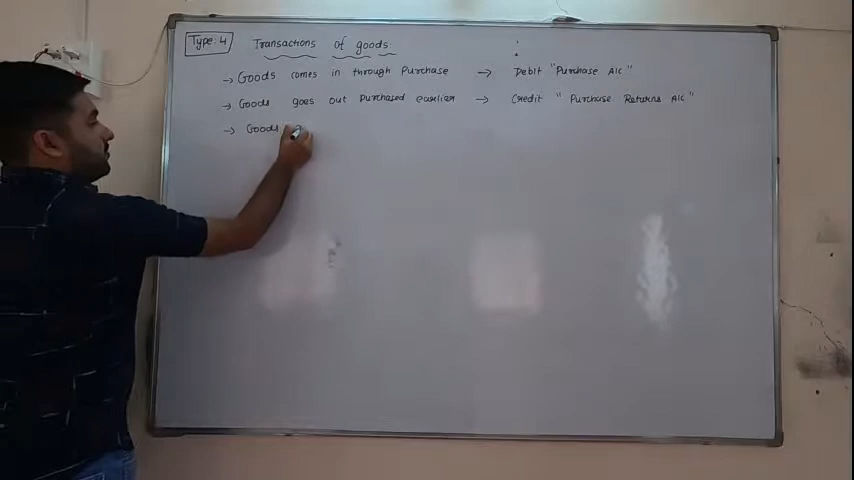 Type: 4 Transactions of goods:
→ Goods comes in through Purchase → Debit "Purchase A/c"
→ Goods goes out Purchased earlier → Credit "Purchase Returns A/c"
→ Goods